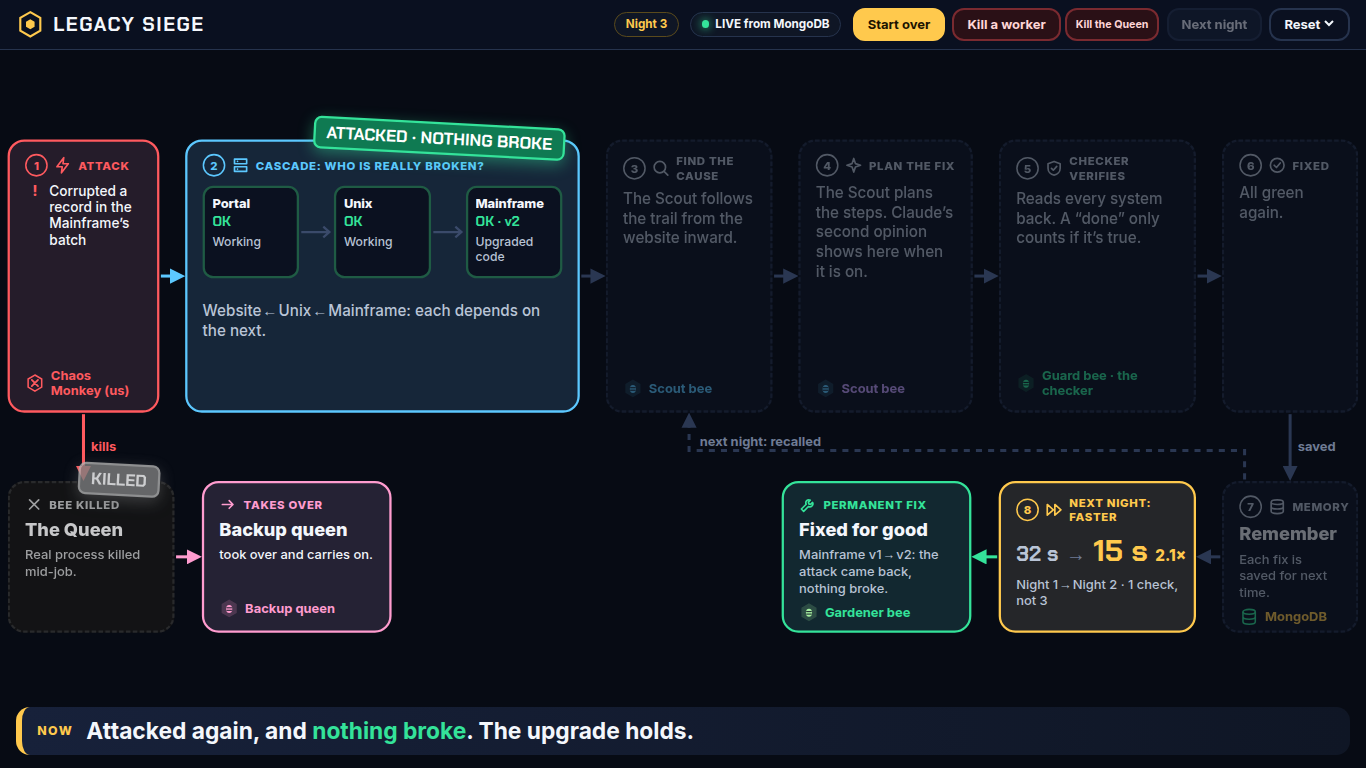 LEGACY SIEGE
Night 3
LIVE from MongoDB
Start over
Kill a worker
Kill the Queen
Next night
Reset
ATTACKED · NOTHING BROKE
1 ATTACK
! Corrupted a
record in the
Mainframe's
batch
Chaos
Monkey (us)
2 CASCADE: WHO IS REALLY BROKEN?
Portal
OK
Working
Unix
OK
Working
Mainframe
OK · v2
Upgraded
code
Website ← Unix ← Mainframe: each depends on
the next.
3 FIND THE
CAUSE
The Scout follows
the trail from the
website inward.
Scout bee
4 PLAN THE FIX
The Scout plans
the steps. Claude's
second opinion
shows here when
it is on.
Scout bee
5 CHECKER
VERIFIES
Reads every system
back. A “done” only
counts if it's true.
Guard bee · the
checker
6 FIXED
All green
again.
kills
next night: recalled
saved
KILLED
BEE KILLED
The Queen
Real process killed
mid-job.
TAKES OVER
Backup queen
took over and carries on.
Backup queen
PERMANENT FIX
Fixed for good
Mainframe v1→v2: the
attack came back,
nothing broke.
Gardener bee
8 NEXT NIGHT:
FASTER
32 s → 15 s 2.1×
Night 1→Night 2 · 1 check,
not 3
7 MEMORY
Remember
Each fix is
saved for next
time.
MongoDB
NOW Attacked again, and nothing broke. The upgrade holds.